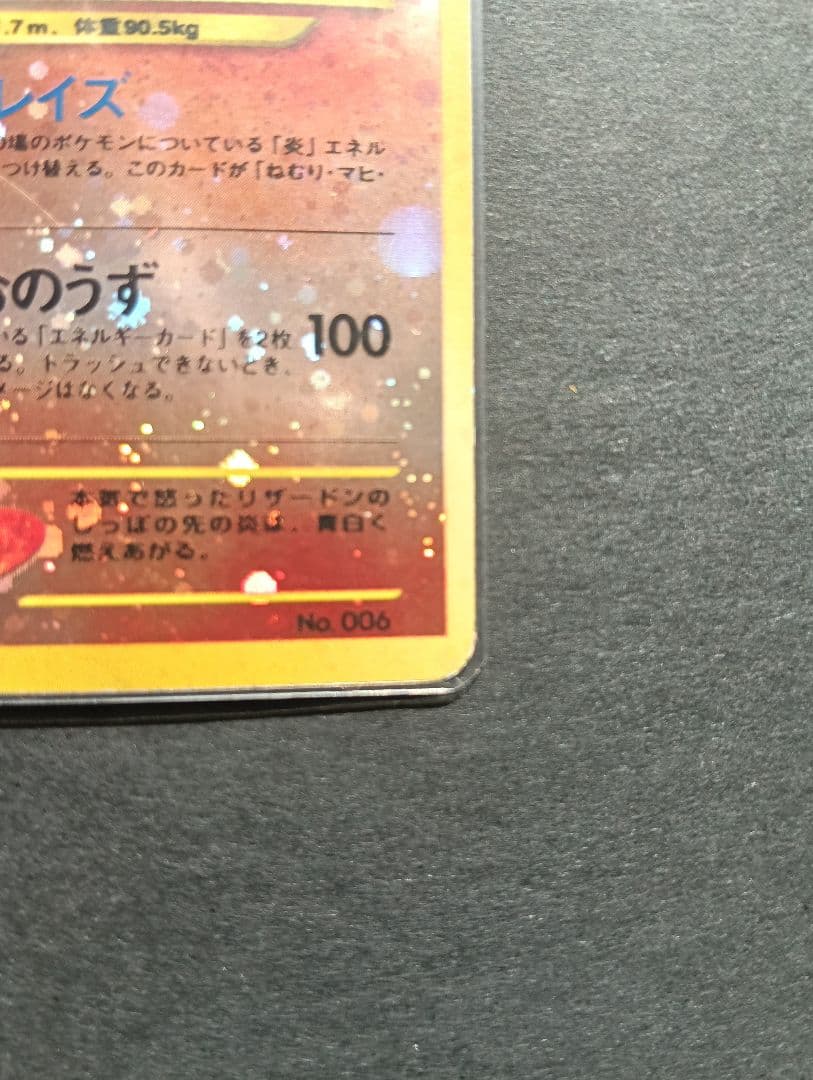 .7m. 体重90.5kg
レイズ
場のポケモンについている「炎」エネル
つけ替える。このカードが「ねむり・マヒ・
のうず
いる「エネルギーカード」を2枚 100
る。トラッシュできないとき、
メージはなくなる。
本気で怒ったリザードンの
しっぽの先の炎は、青白く
燃えあがる。
No. 006